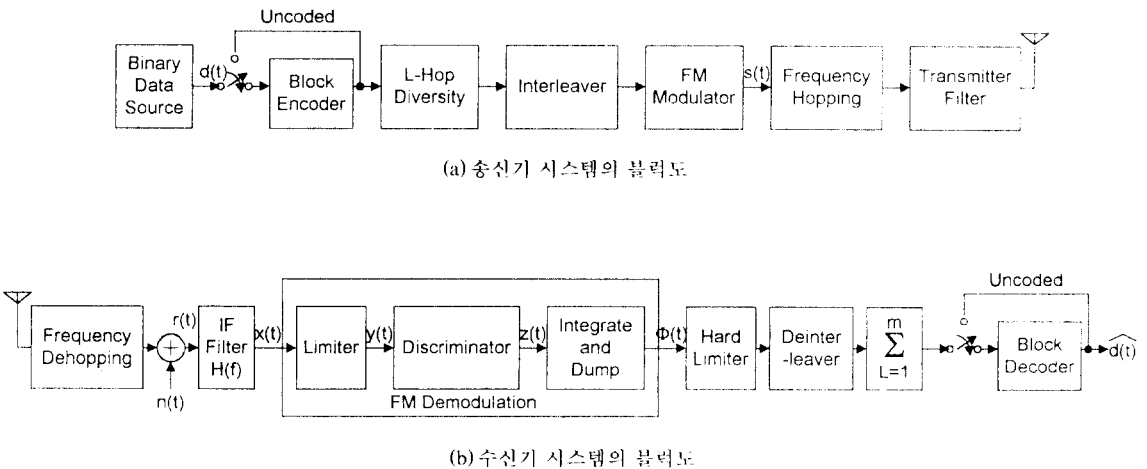 Uncoded
Binary
Data
Source
d(t)
Block
Encoder
L-Hop
Diversity
Interleaver
FM
Modulator
s(t)
Frequency
Hopping
Transmitter
Filter
(a) 송신기 시스템의 블럭도
Frequency
Dehopping
r(t)
n(t)
IF
Filter
H(f)
x(t)
Limiter
y(t)
Discriminator
z(t)
Integrate
and
Dump
FM Demodulation
Φ(t)
Hard
Limiter
Deinter
-leaver
m
∑
L=1
Uncoded
Block
Decoder
d(t)
(b) 수신기 시스템의 블럭도